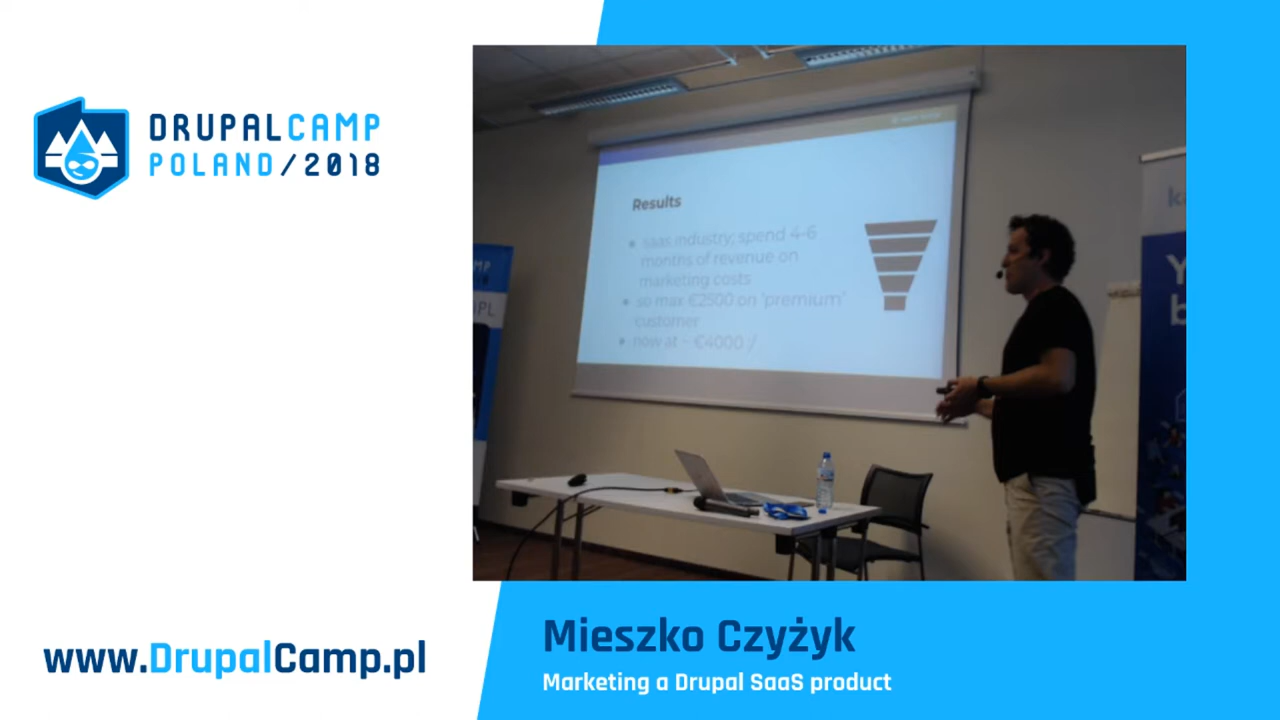 DRUPALCAMP
POLAND/2018
Results
saas industry; spend 4-6
months of revenue on
marketing costs
so max €2500 on 'premium'
customer
now at ~ €4000 :/
www.DrupalCamp.pl
Mieszko Czyżyk
Marketing a Drupal SaaS product